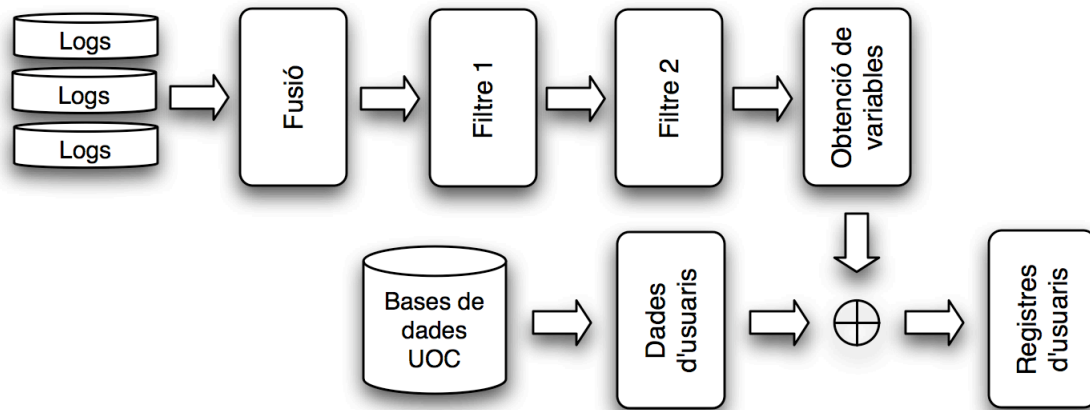 Logs
Logs
Logs
Fusió
Filtre 1
Filtre 2
Obtenció de
variables
Bases de
dades
UOC
Dades
d'usuaris
Registres
d'usuaris